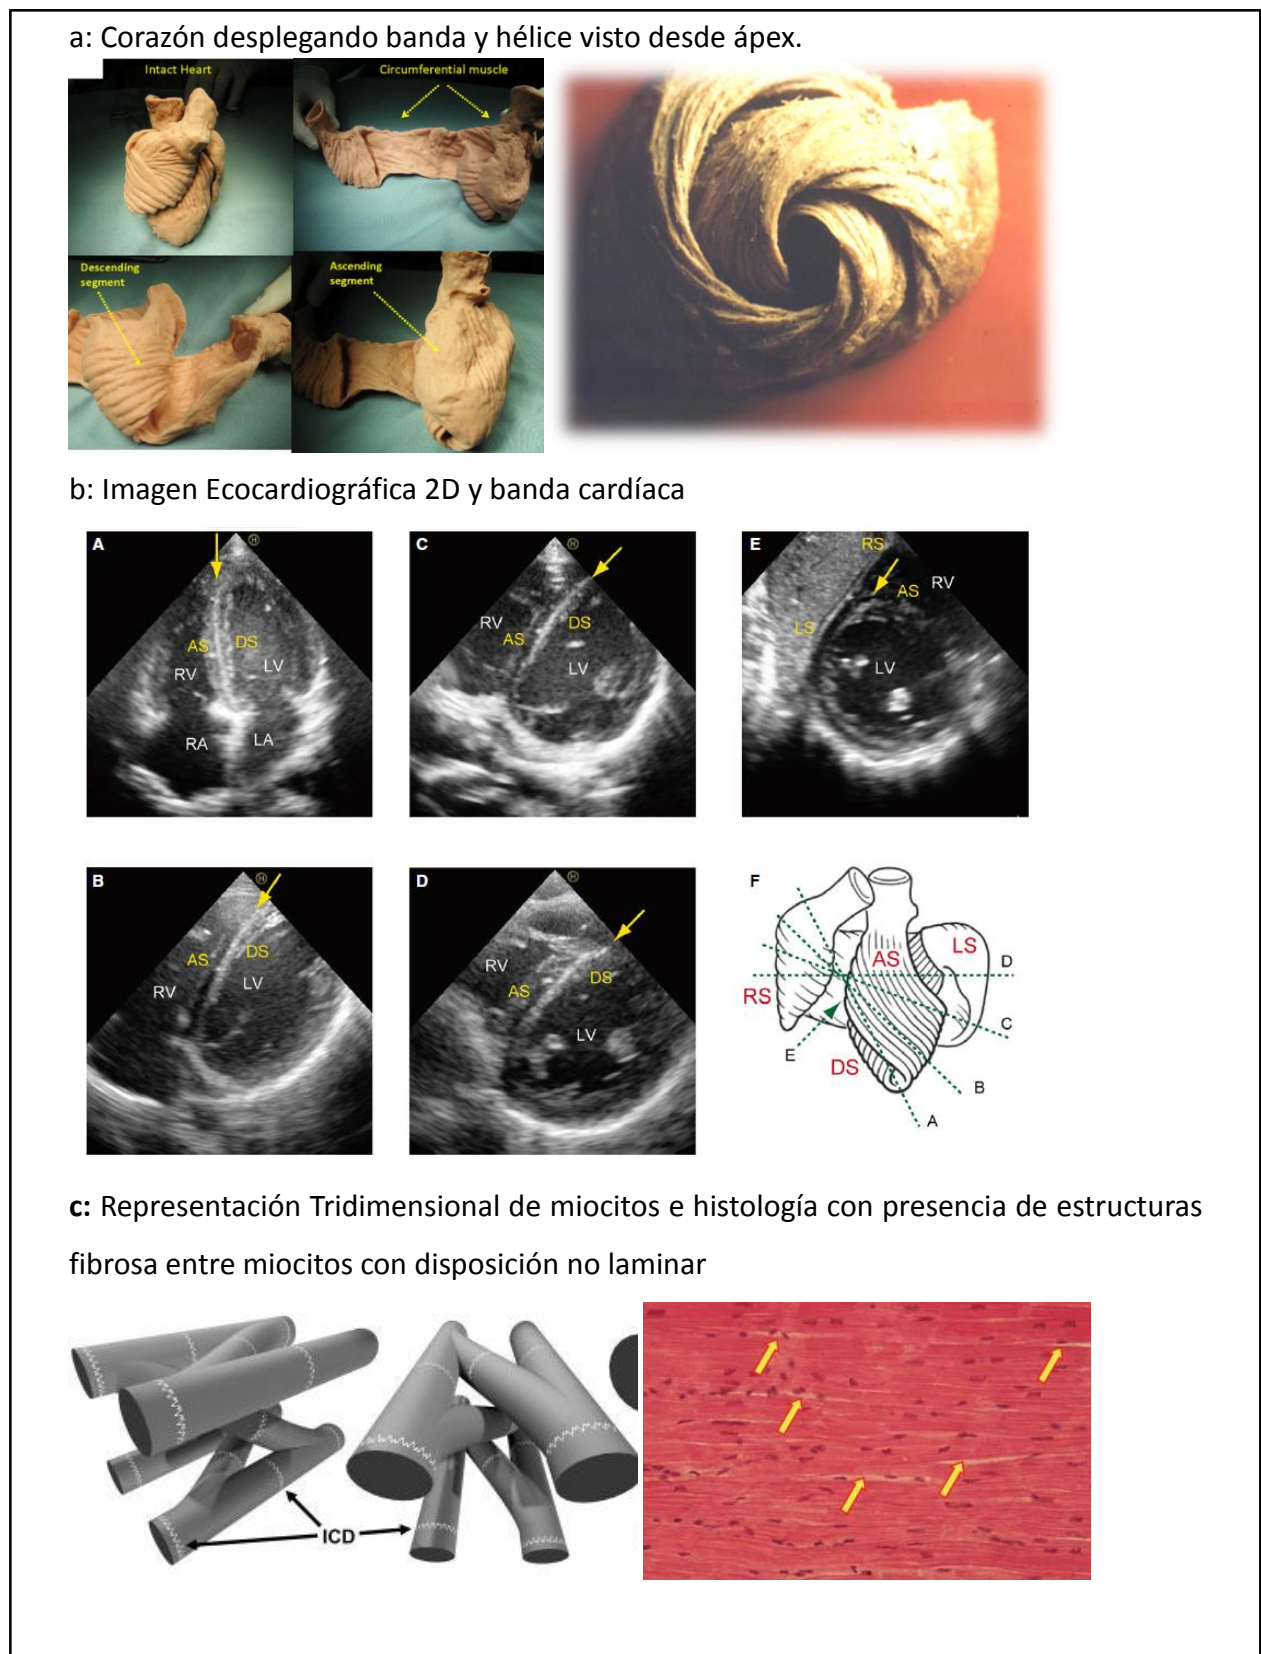 a: Corazón desplegando banda y hélice visto desde ápex.
Intact Heart
Circumferential muscle
Descending
segment
Ascending
segment
b: Imagen Ecocardiográfica 2D y banda cardíaca
A
H
AS
DS
RV
LV
RA
LA
C
H
RV
AS
DS
LV
E
RS
RV
AS
LS
LV
B
H
AS
DS
RV
LV
D
H
RV
DS
AS
LV
F
LS
AS
D
RS
C
E
DS
B
A
c: Representación Tridimensional de miocitos e histología con presencia de estructuras
fibrosa entre miocitos con disposición no laminar
ICD